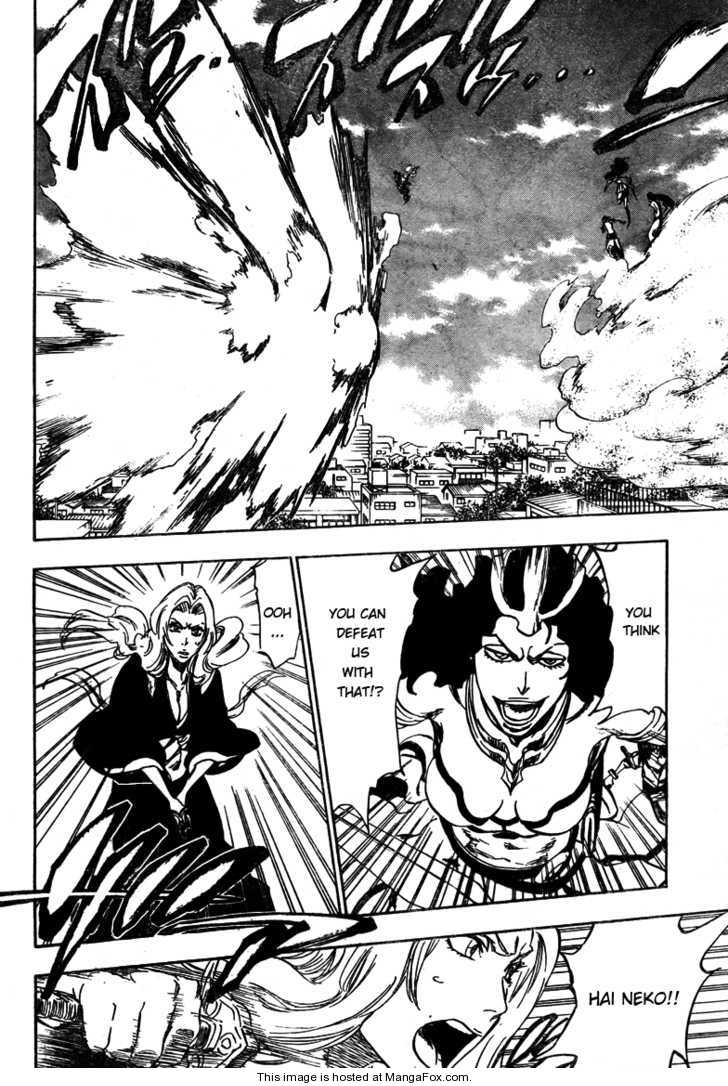 YOU
THINK
YOU CAN
DEFEAT
US
WITH
THAT!?
OOH
...
HAI NEKO!!
This image is hosted at MangaFox.com.